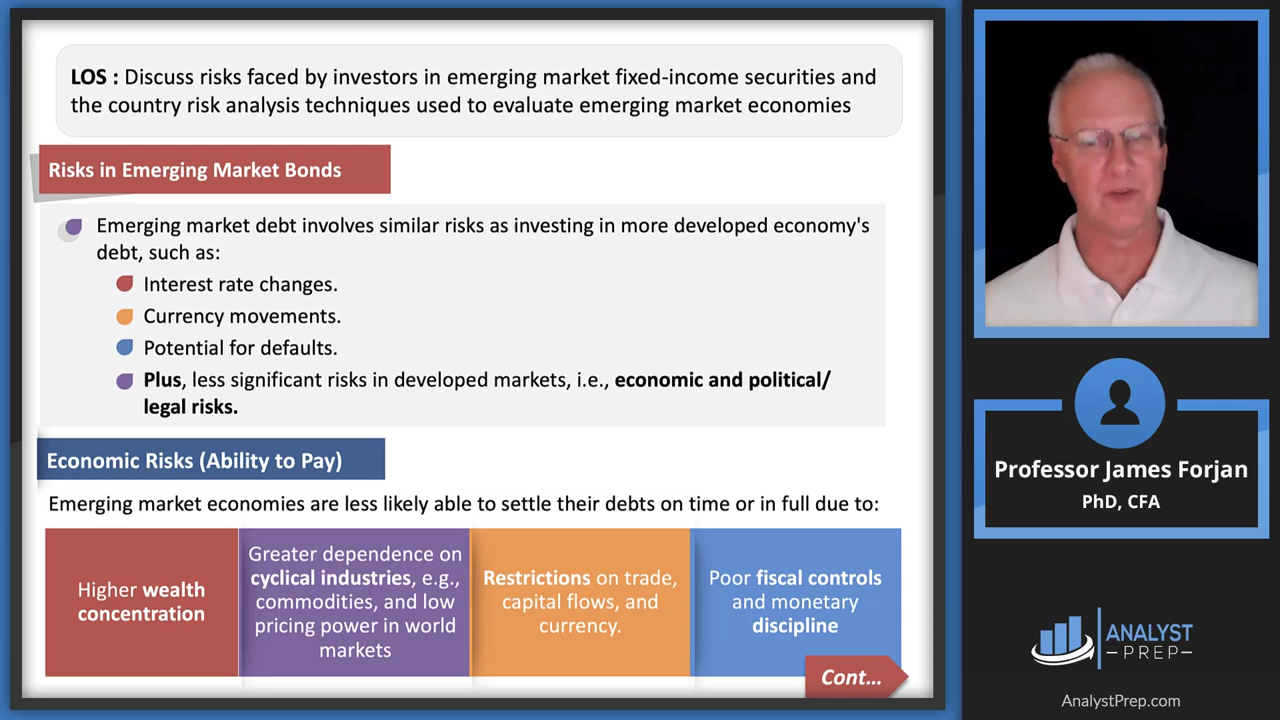 LOS : Discuss risks faced by investors in emerging market fixed-income securities and
the country risk analysis techniques used to evaluate emerging market economies
Risks in Emerging Market Bonds
Emerging market debt involves similar risks as investing in more developed economy's
debt, such as:
Interest rate changes.
Currency movements.
Potential for defaults.
Plus, less significant risks in developed markets, i.e., economic and political/
legal risks.
Economic Risks (Ability to Pay)
Emerging market economies are less likely able to settle their debts on time or in full due to:
Higher wealth
concentration
Greater dependence on
cyclical industries, e.g.,
commodities, and low
pricing power in world
markets
Restrictions on trade,
capital flows, and
currency.
Poor fiscal controls
and monetary
discipline
Cont...
Professor James Forjan
PhD, CFA
ANALYST
PREP
AnalystPrep.com